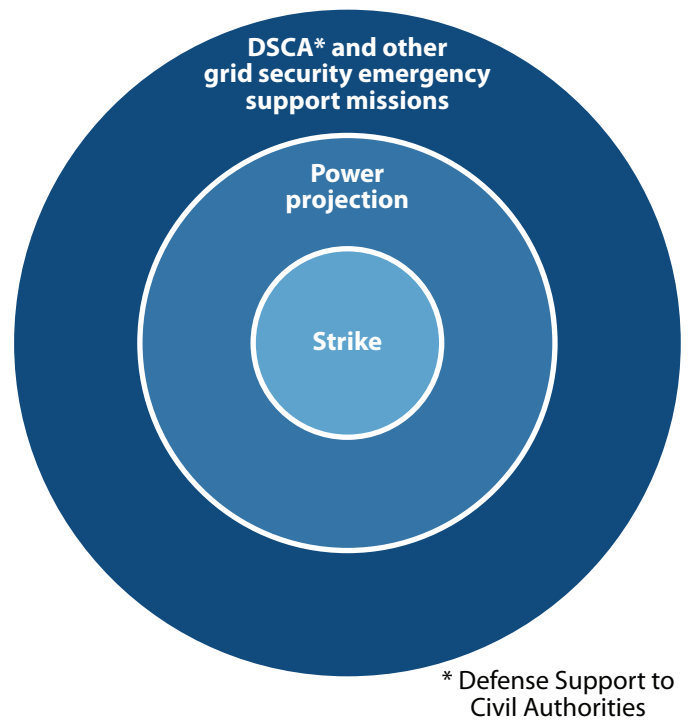 DSCA* and other
grid security emergency
support missions
Power
projection
Strike
* Defense Support to
Civil Authorities